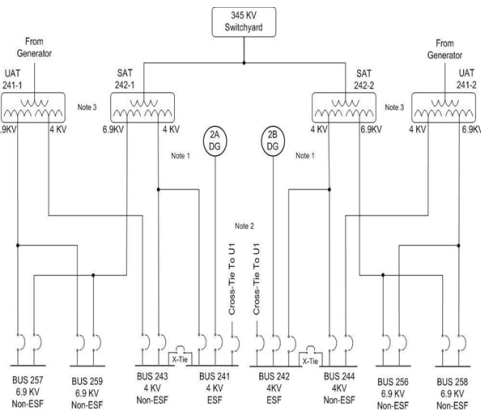 345 KV
Switchyard
From
Generator
From
Generator
UAT
241-1
SAT
242-1
SAT
242-2
UAT
241-2
Note 3
Note 3
.9KV
4 KV
6.9KV
4 KV
4 KV
6.9KV
4 KV
6.9KV
2A
DG
2B
DG
Note 1
Note 1
Note 2
Cross-Tie To U1
Cross-Tie To U1
X-Tie
X-Tie
BUS 257
6.9 KV
Non-ESF
BUS 259
6.9 KV
Non-ESF
BUS 243
4 KV
Non-ESF
BUS 241
4 KV
ESF
BUS 242
4KV
ESF
BUS 244
4KV
Non-ESF
BUS 256
6.9 KV
Non-ESF
BUS 258
6.9 KV
Non-ESF